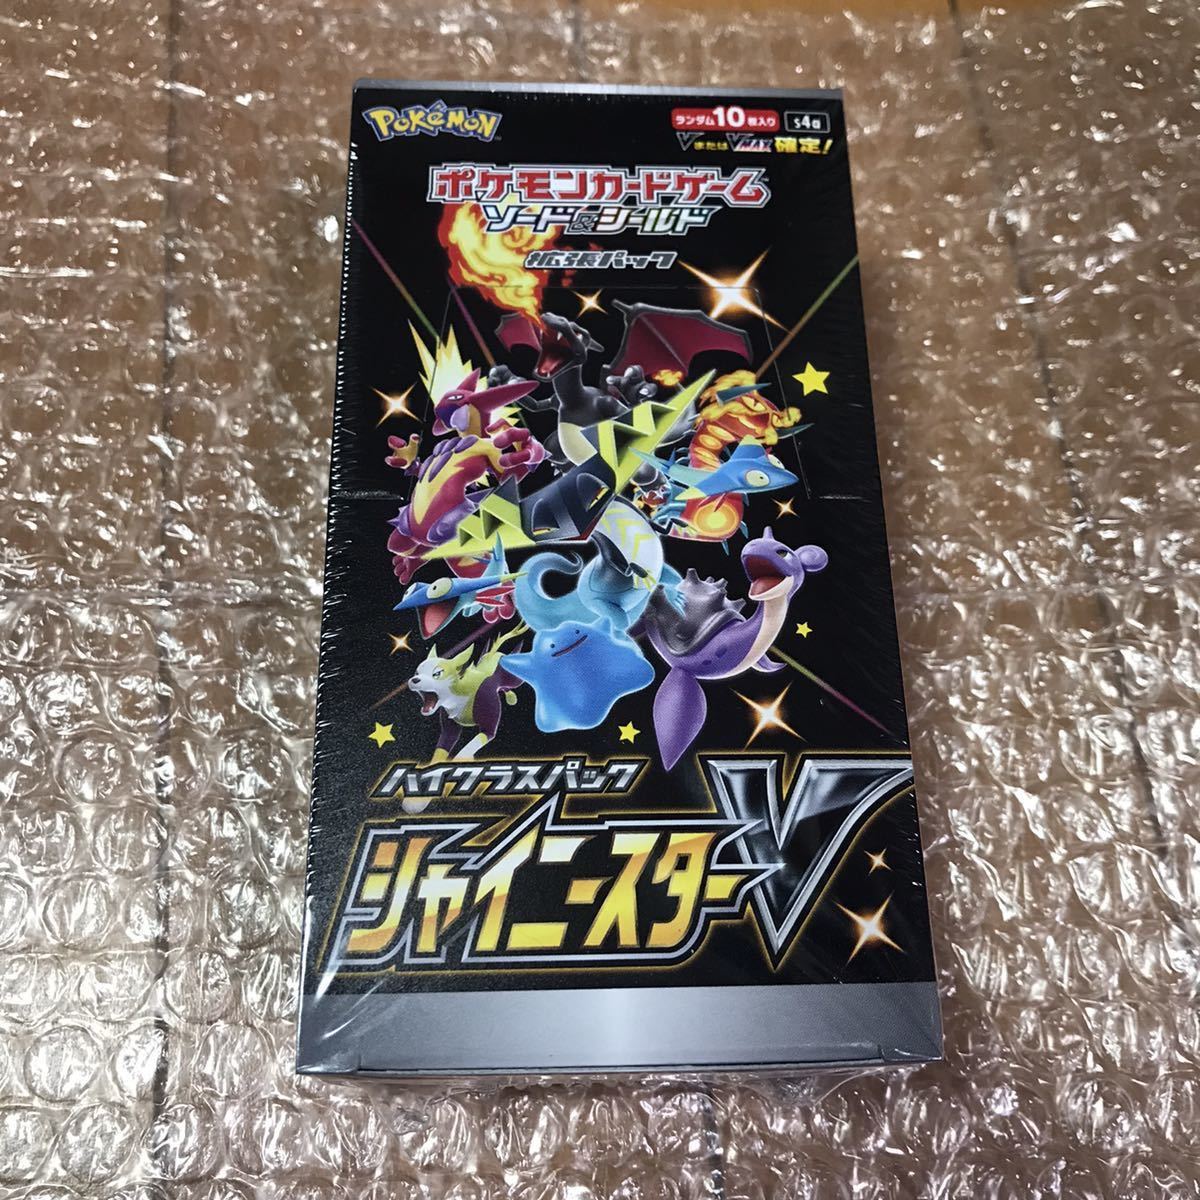 POKéMON
ランダム10枚入り s4a
VまたはVMAX確定!
ポケモンカードゲーム
ソード&シールド
拡張パック
ハイクラスパック
シャイニースターV